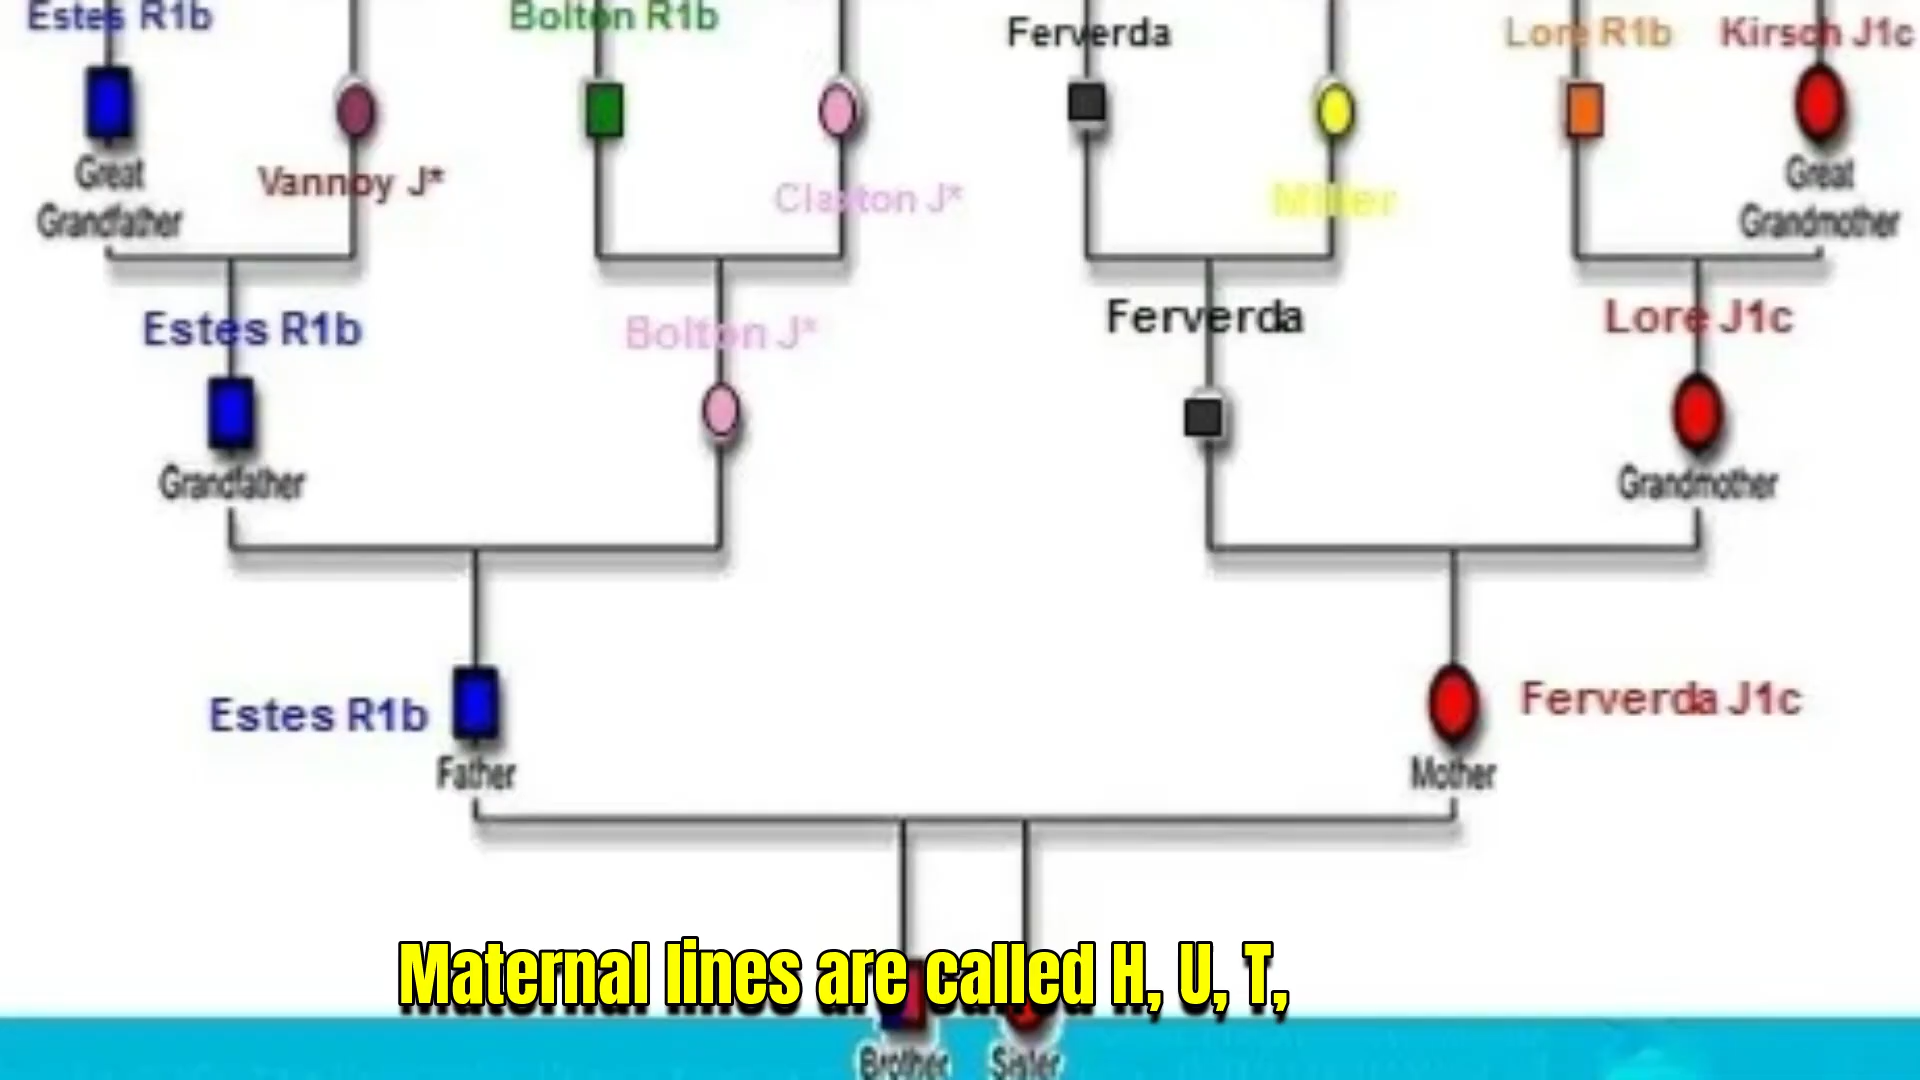 Estes R1b
Bolton R1b
Ferverda
Lore R1b
Kirsch J1c
Great
Grandfather
Vannoy J*
Claxton J*
Miller
Great
Grandmother
Estes R1b
Bolton J*
Ferverda
Lore J1c
Grandfather
Grandmother
Estes R1b
Father
Mother
Ferverda J1c
Maternal lines are called H, U, T,
Brother
Sister